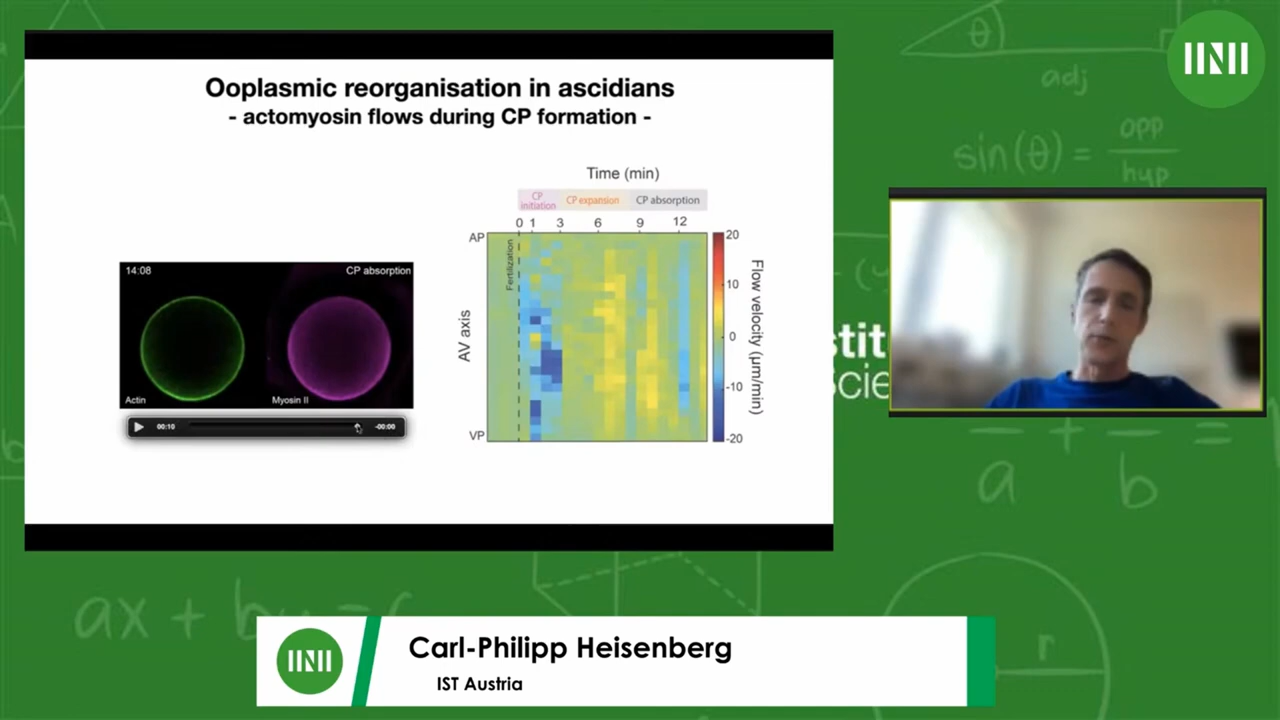 Ooplasmic reorganisation in ascidians
- actomyosin flows during CP formation -
Time (min)
CP initiation CP expansion CP absorption
0 1 3 6 9 12
AP
VP
AV axis
Fertilization
20
10
0
-10
-20
Flow velocity (µm/min)
14:08 CP absorption
Actin Myosin II
00:10 -00:00
Carl-Philipp Heisenberg
IST Austria
θ
adj
sin(θ) = opp
hyp
stit
Scie
a + b =
ax + by = c
r